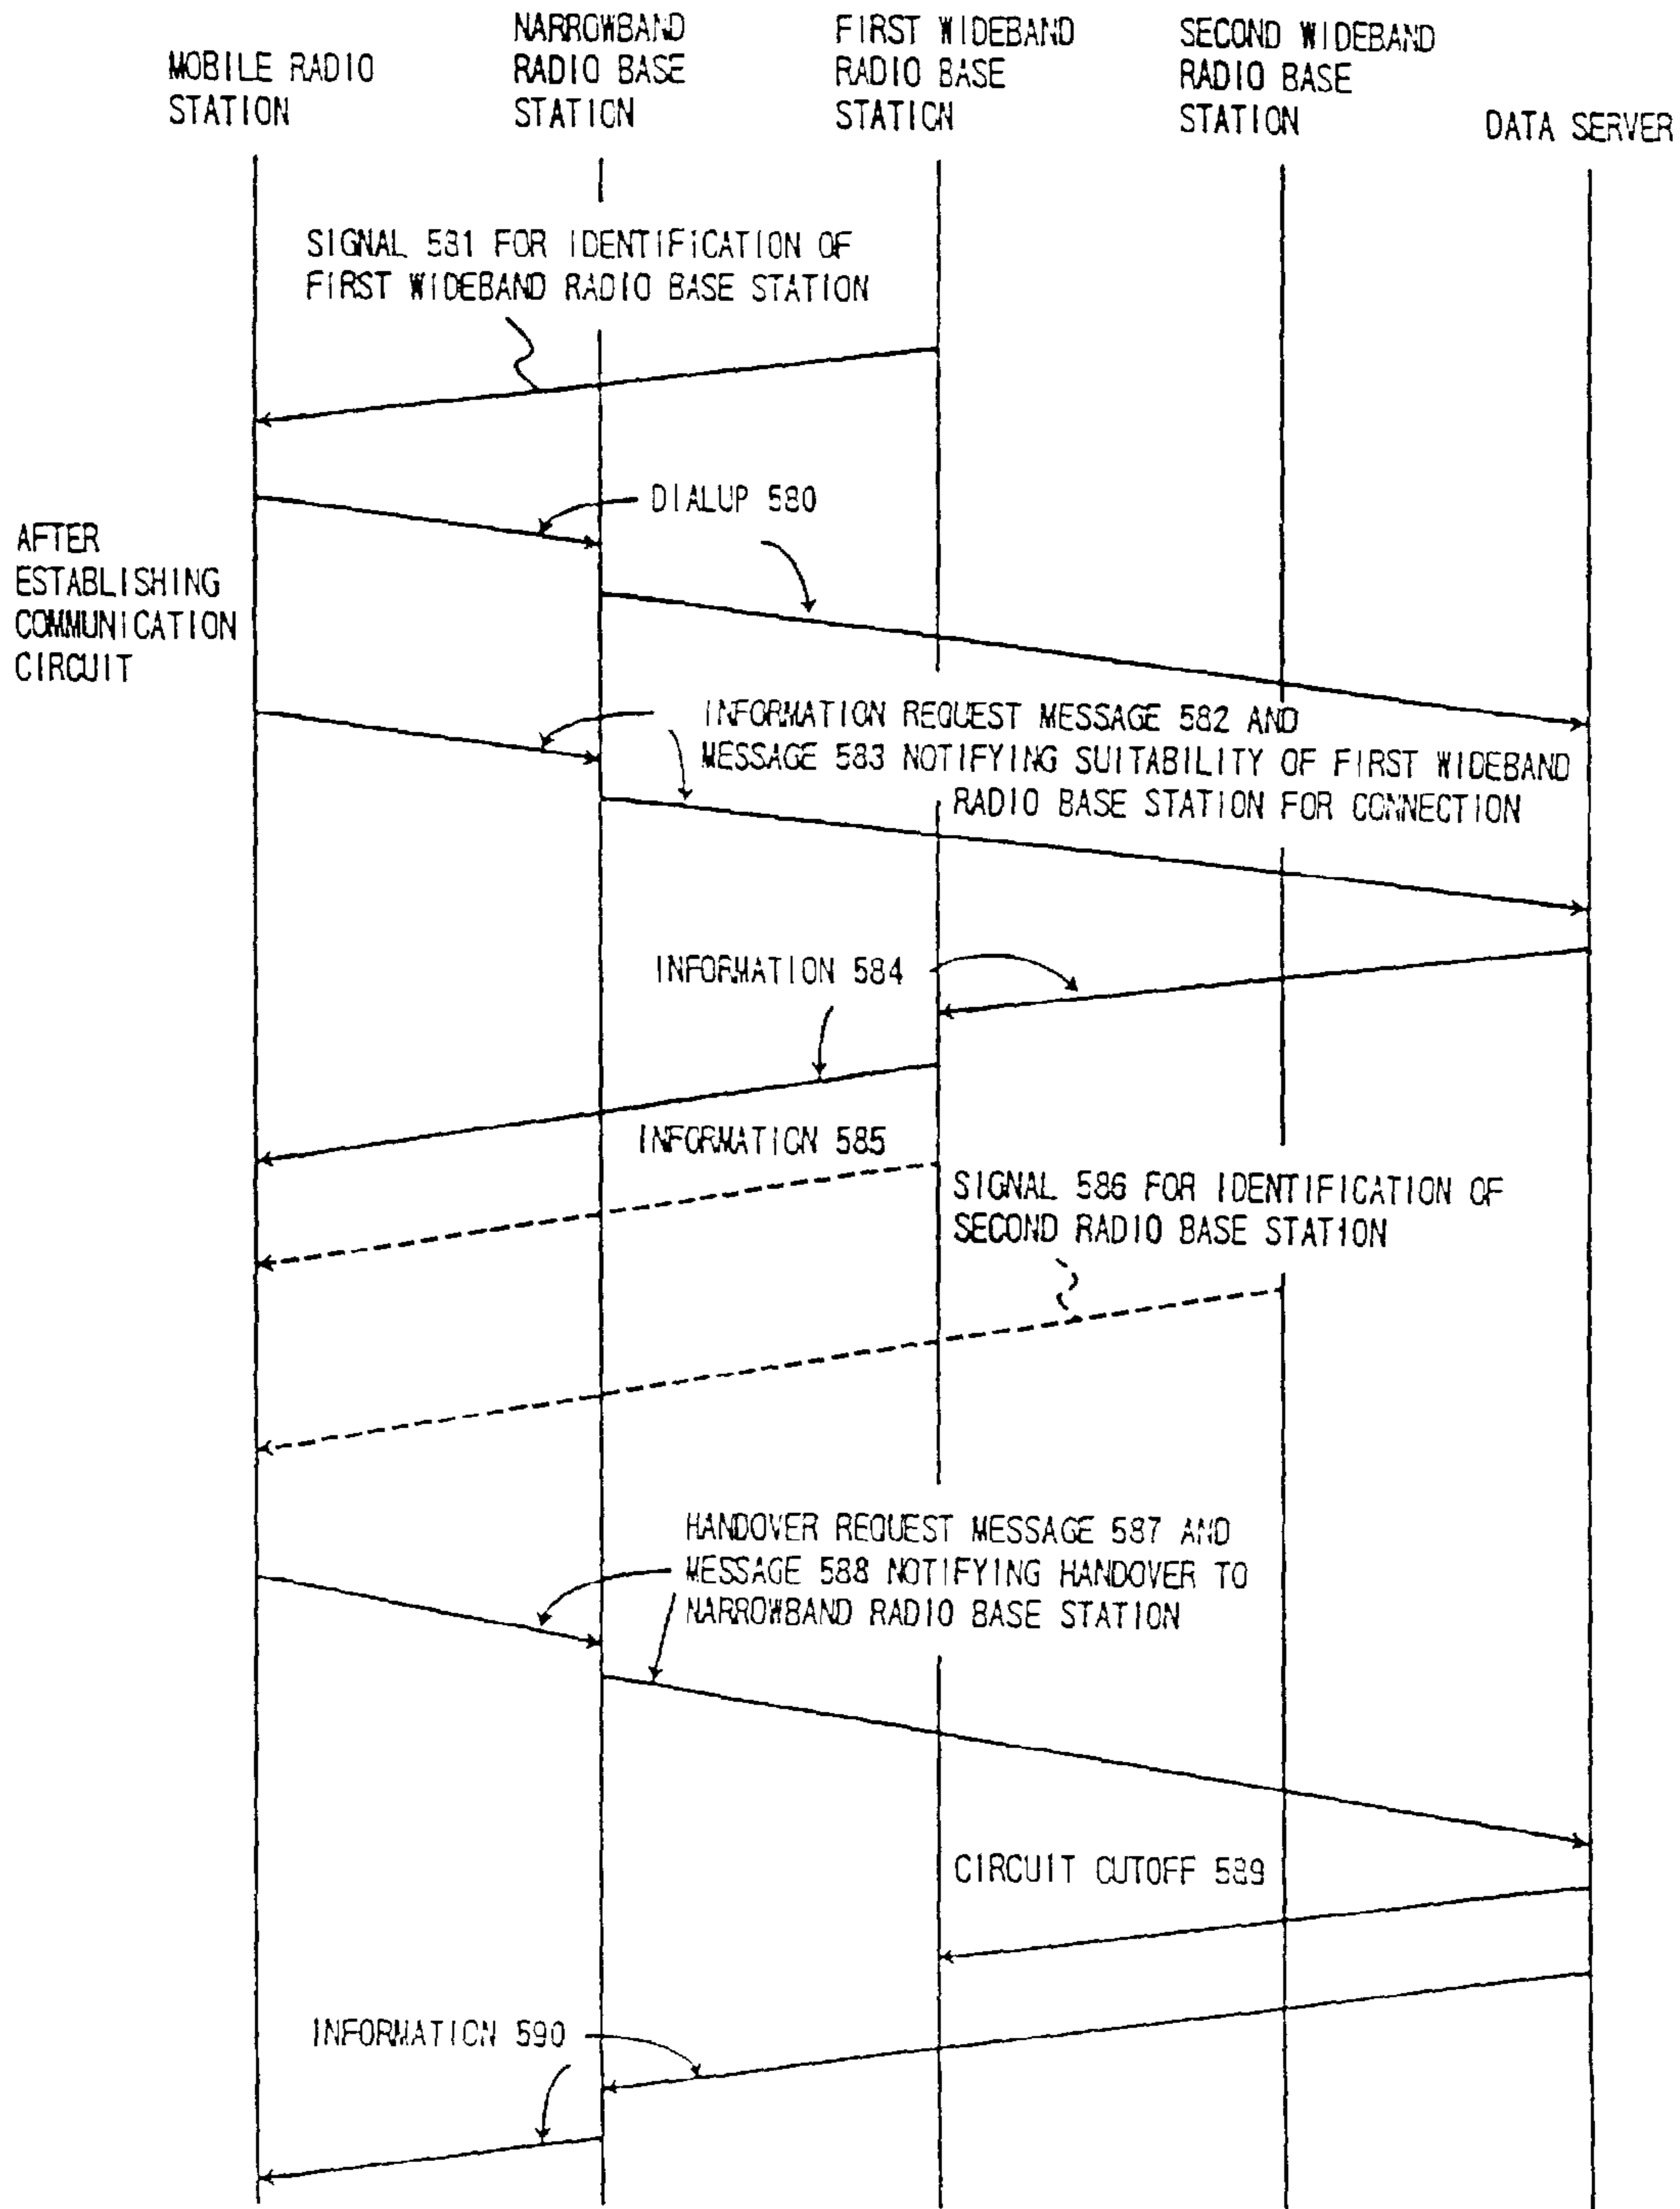 MOBILE RADIO
STATION
NARROWBAND
RADIO BASE
STATION
FIRST WIDEBAND
RADIO BASE
STATION
SECOND WIDEBAND
RADIO BASE
STATION
DATA SERVER
SIGNAL 581 FOR IDENTIFICATION OF
FIRST WIDEBAND RADIO BASE STATION
DIALUP 580
AFTER
ESTABLISHING
COMMUNICATION
CIRCUIT
INFORMATION REQUEST MESSAGE 582 AND
MESSAGE 583 NOTIFYING SUITABILITY OF FIRST WIDEBAND
RADIO BASE STATION FOR CONNECTION
INFORMATION 584
INFORMATION 585
SIGNAL 586 FOR IDENTIFICATION OF
SECOND RADIO BASE STATION
HANDOVER REQUEST MESSAGE 587 AND
MESSAGE 588 NOTIFYING HANDOVER TO
NARROWBAND RADIO BASE STATION
CIRCUIT CUTOFF 589
INFORMATION 590